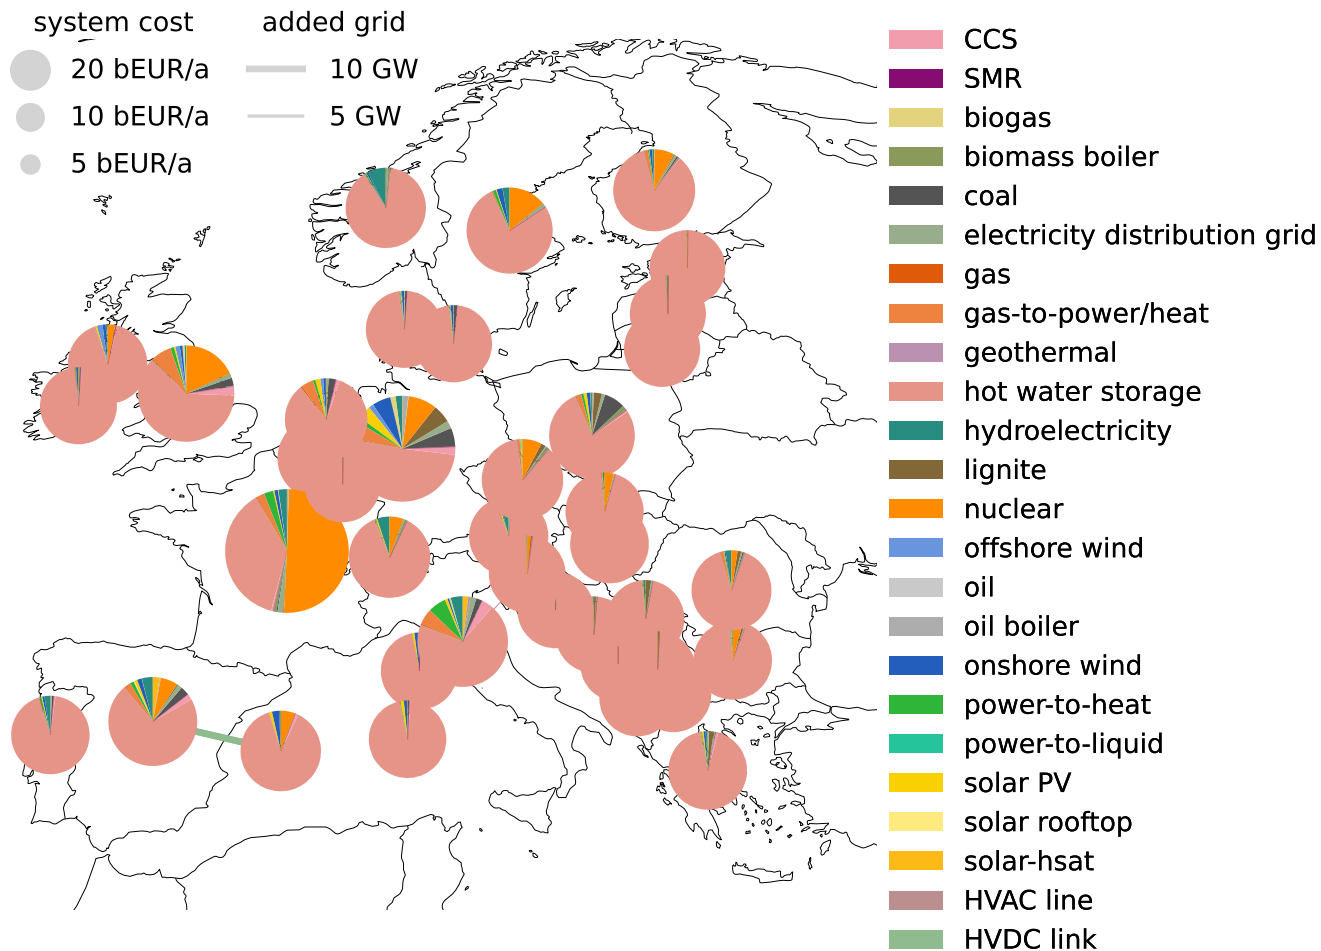 system cost
20 bEUR/a
10 bEUR/a
5 bEUR/a
added grid
10 GW
5 GW
CCS
SMR
biogas
biomass boiler
coal
electricity distribution grid
gas
gas-to-power/heat
geothermal
hot water storage
hydroelectricity
lignite
nuclear
offshore wind
oil
oil boiler
onshore wind
power-to-heat
power-to-liquid
solar PV
solar rooftop
solar-hsat
HVAC line
HVDC link